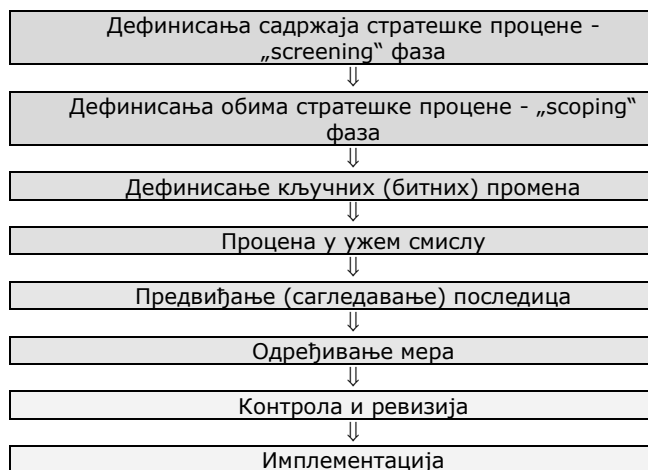 Дефинисања садржаја стратешке процене -
„screening“ фаза
⇓
Дефинисања обима стратешке процене - „scoping“
фаза
⇓
Дефинисање кључних (битних) промена
⇓
Процена у ужем смислу
⇓
Предвиђање (сагледавање) последица
⇓
Одређивање мера
⇓
Контрола и ревизија
⇓
Имплементација